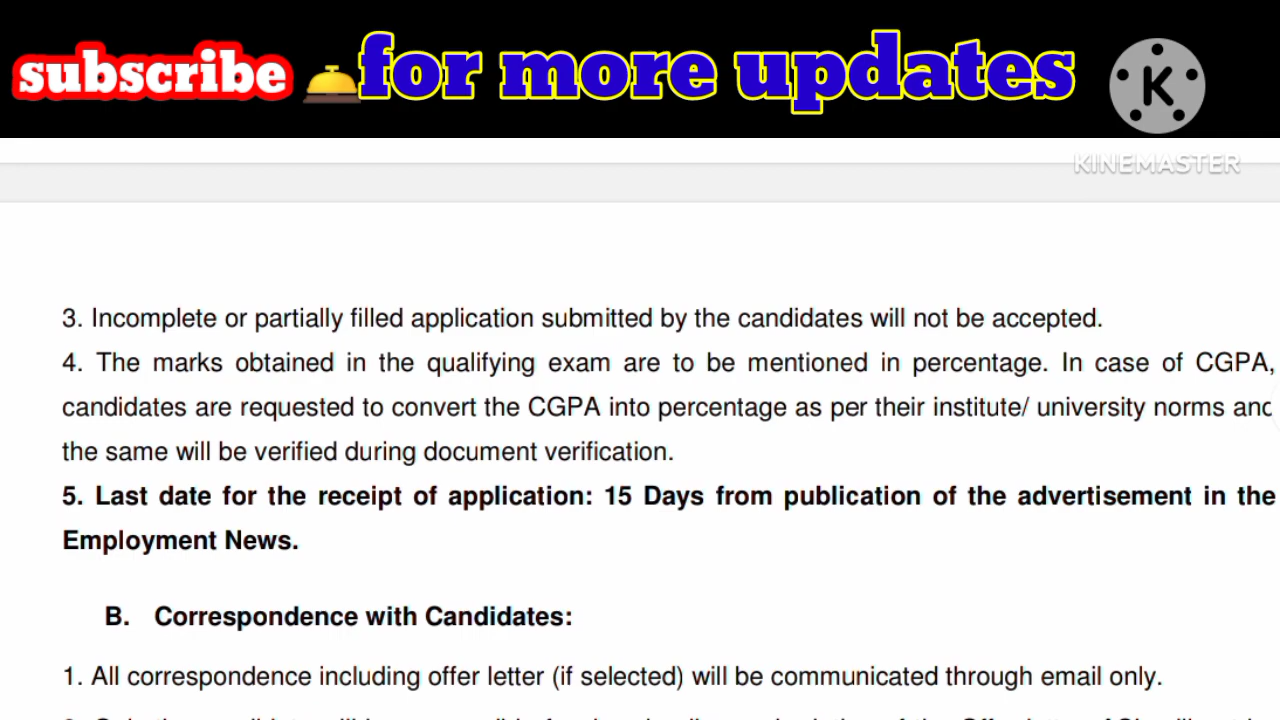 subscribe for more updates
K
KINEMASTER
3. Incomplete or partially filled application submitted by the candidates will not be accepted.
4. The marks obtained in the qualifying exam are to be mentioned in percentage. In case of CGPA,
candidates are requested to convert the CGPA into percentage as per their institute/ university norms and
the same will be verified during document verification.
5. Last date for the receipt of application: 15 Days from publication of the advertisement in the
Employment News.
B. Correspondence with Candidates:
1. All correspondence including offer letter (if selected) will be communicated through email only.